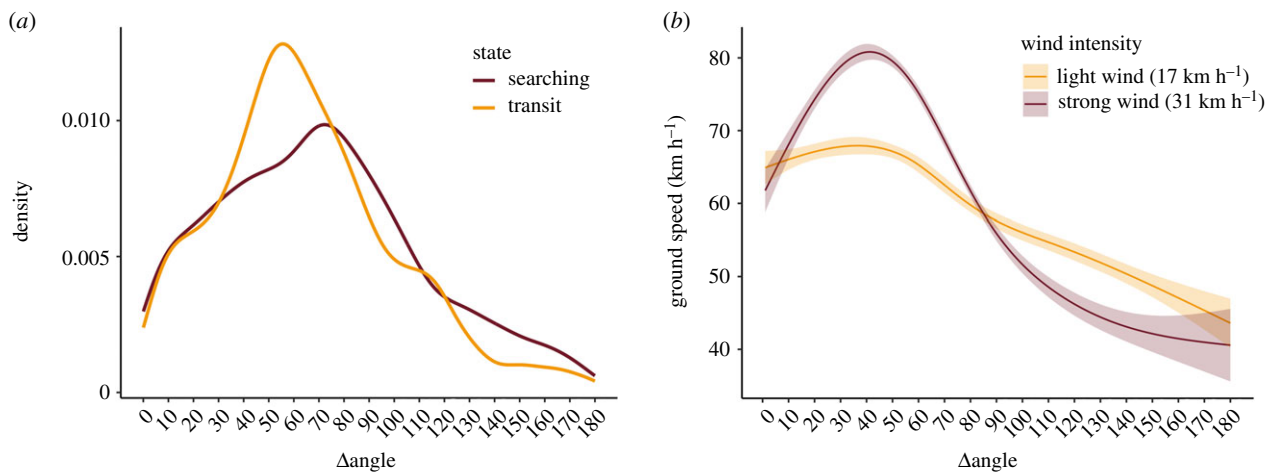 (a)
state
searching
transit
0.010
0.005
0
density
0 10 20 30 40 50 60 70 80 90 100 110 120 130 140 150 160 170 180
Δangle
(b)
wind intensity
light wind (17 km h⁻¹)
strong wind (31 km h⁻¹)
80
70
60
50
40
ground speed (km h⁻¹)
0 10 20 30 40 50 60 70 80 90 100 110 120 130 140 150 160 170 180
Δangle